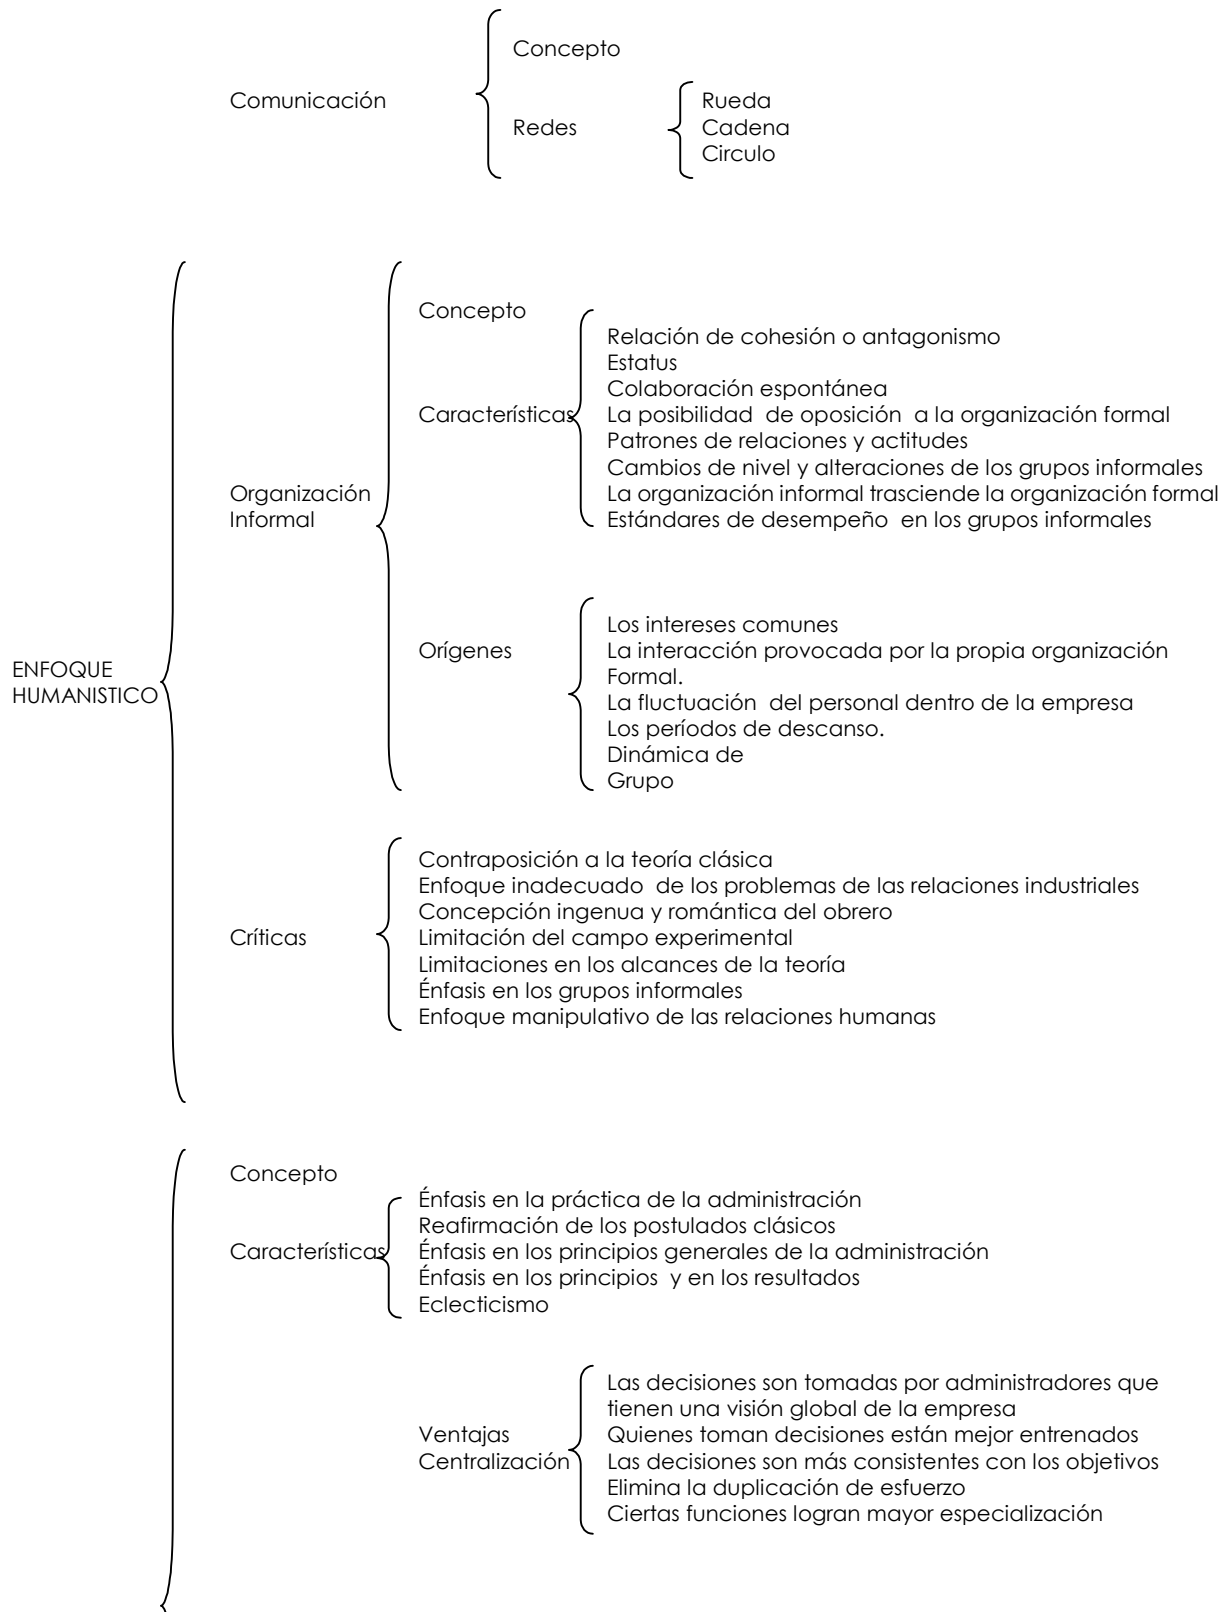 Concepto
Comunicación
Redes
Rueda
Cadena
Circulo
ENFOQUE
HUMANISTICO
Organización
Informal
Concepto
Características
Relación de cohesión o antagonismo
Estatus
Colaboración espontánea
La posibilidad de oposición a la organización formal
Patrones de relaciones y actitudes
Cambios de nivel y alteraciones de los grupos informales
La organización informal trasciende la organización formal
Estándares de desempeño en los grupos informales
Orígenes
Los intereses comunes
La interacción provocada por la propia organización
Formal.
La fluctuación del personal dentro de la empresa
Los períodos de descanso.
Dinámica de
Grupo
Críticas
Contraposición a la teoría clásica
Enfoque inadecuado de los problemas de las relaciones industriales
Concepción ingenua y romántica del obrero
Limitación del campo experimental
Limitaciones en los alcances de la teoría
Énfasis en los grupos informales
Enfoque manipulativo de las relaciones humanas
Concepto
Características
Énfasis en la práctica de la administración
Reafirmación de los postulados clásicos
Énfasis en los principios generales de la administración
Énfasis en los principios y en los resultados
Eclecticismo
Ventajas
Centralización
Las decisiones son tomadas por administradores que
tienen una visión global de la empresa
Quienes toman decisiones están mejor entrenados
Las decisiones son más consistentes con los objetivos
Elimina la duplicación de esfuerzo
Ciertas funciones logran mayor especialización